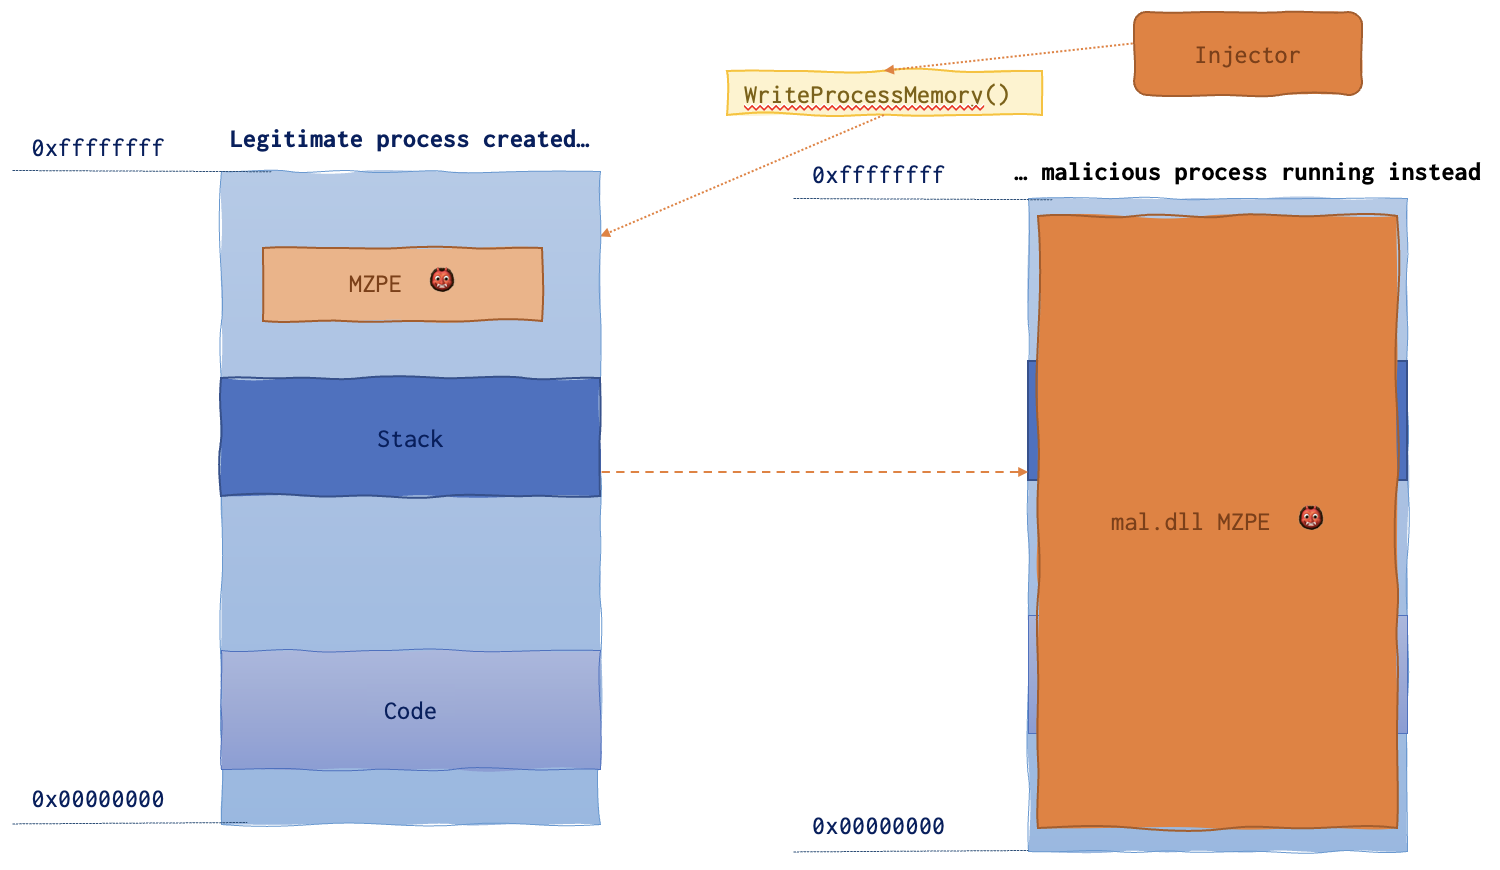 Injector
WriteProcessMemory()
Legitimate process created…
0xffffffff
… malicious process running instead
0xffffffff
MZPE
Stack
mal.dll MZPE
Code
0x00000000
0x00000000